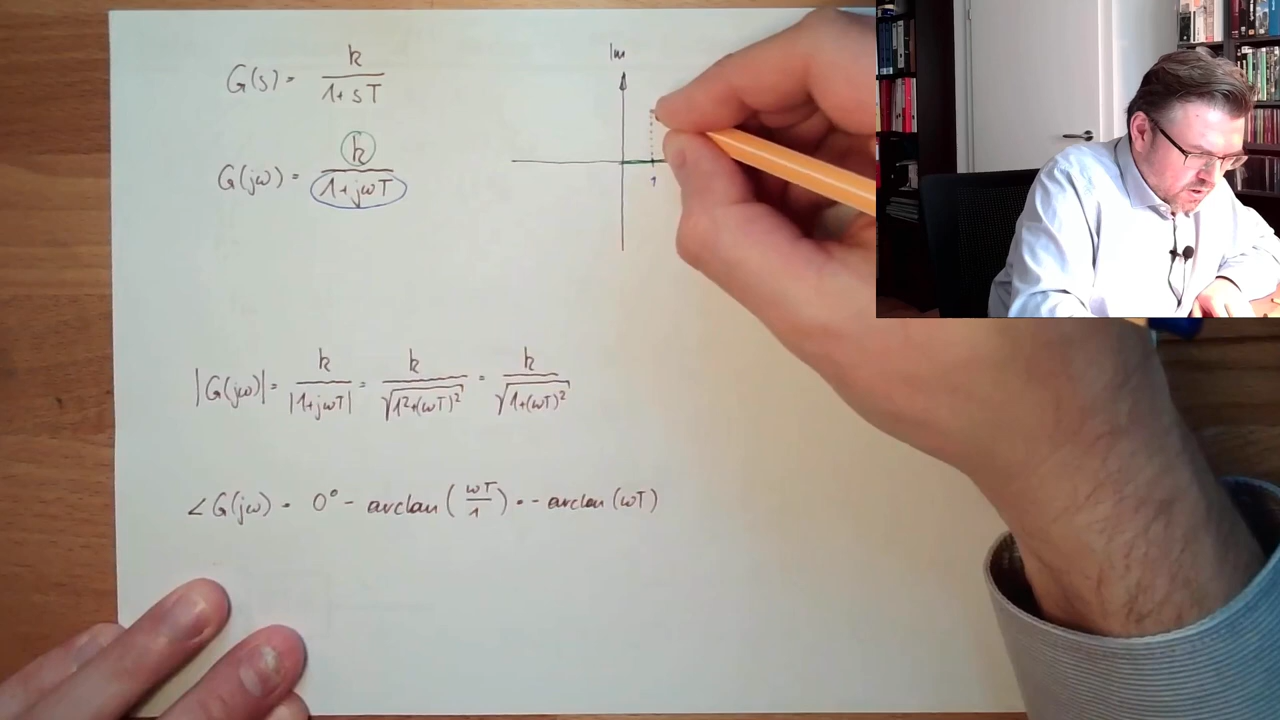 G(s) = k / 1+sT
Im
G(jω) = k / 1+jωT
1
|G(jω)| = k / |1+jωT| = k / √1²+(ωT)² = k / √1+(ωT)²
∠G(jω) = 0° - arctan (ωT / 1) = - arctan (ωT)